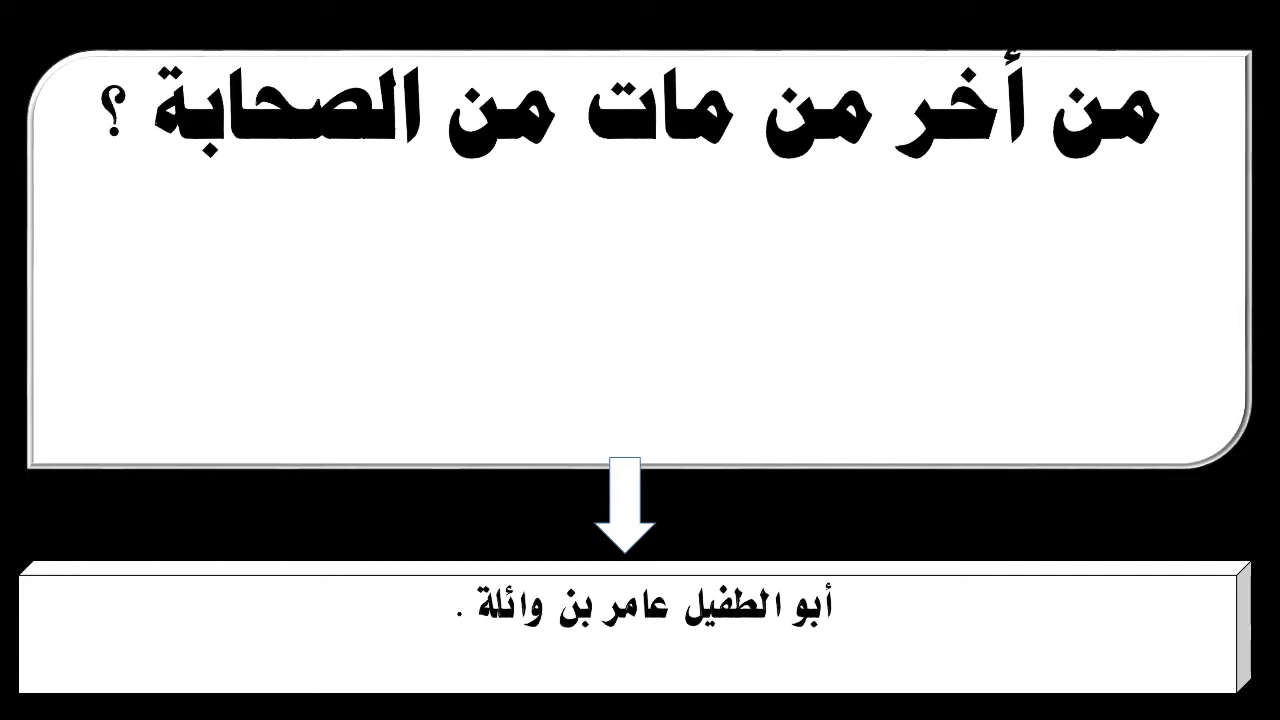 من أخر من مات من الصحابة ؟
أبو الطفيل عامر بن وائلة .